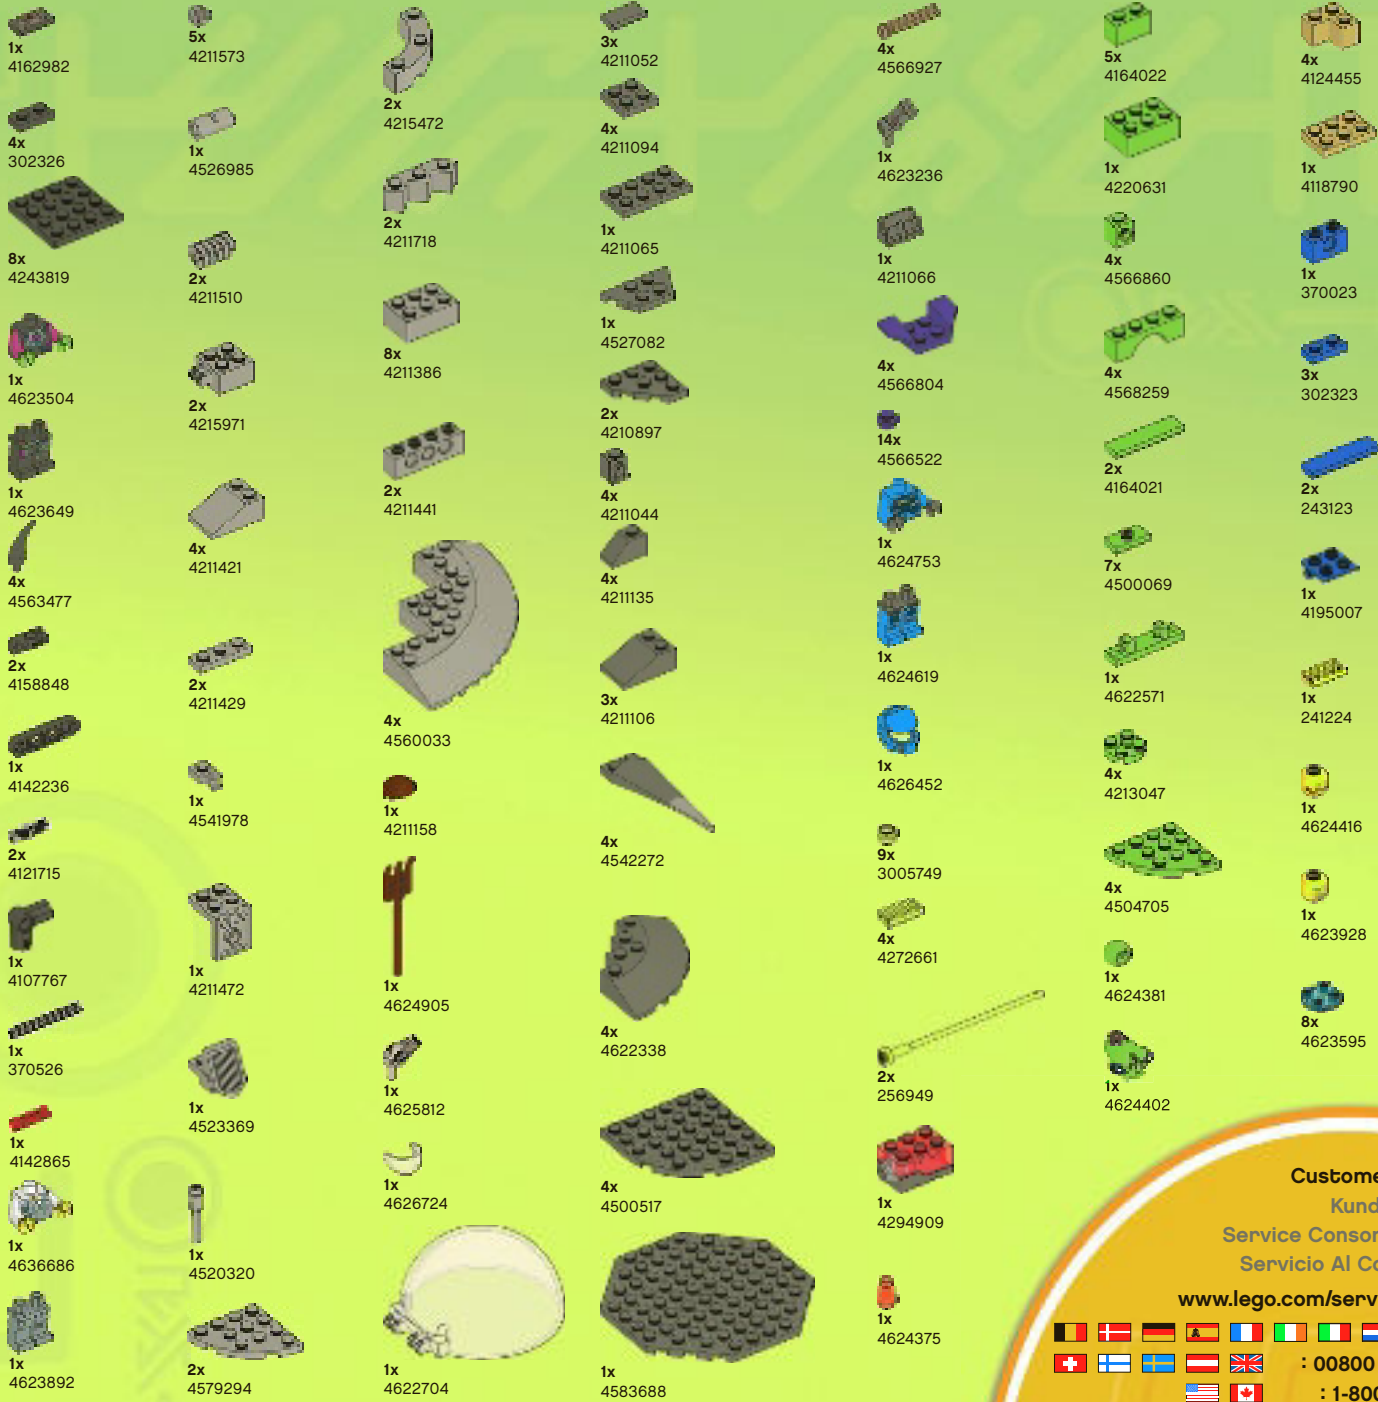 1x
4162982
4x
302326
8x
4243819
1x
4623504
1x
4623649
4x
4563477
2x
4158848
1x
4142236
2x
4121715
1x
4107767
1x
370526
1x
4142865
1x
4636686
1x
4623892
5x
4211573
1x
4526985
2x
4211510
2x
4215971
4x
4211421
2x
4211429
1x
4541978
1x
4211472
1x
4523369
1x
4520320
2x
4579294
2x
4215472
2x
4211718
8x
4211386
2x
4211441
4x
4560033
1x
4211158
1x
4624905
1x
4625812
1x
4626724
1x
4622704
3x
4211052
4x
4211094
1x
4211065
1x
4527082
2x
4210897
4x
4211044
4x
4211135
3x
4211106
4x
4542272
4x
4622338
4x
4500517
1x
4583688
4x
4566927
1x
4623236
1x
4211066
4x
4566804
14x
4566522
1x
4624753
1x
4624619
1x
4626452
9x
3005749
4x
4272661
2x
256949
1x
4294909
1x
4624375
5x
4164022
1x
4220631
4x
4566860
4x
4568259
2x
4164021
7x
4500069
1x
4622571
4x
4213047
4x
4504705
1x
4624381
1x
4624402
4x
4124455
1x
4118790
1x
370023
3x
302323
2x
243123
1x
4195007
1x
241224
1x
4624416
1x
4623928
8x
4623595
Custome
Kund
Service Conso
Servicio Al Co
www.lego.com/serv
: 00800
: 1-800